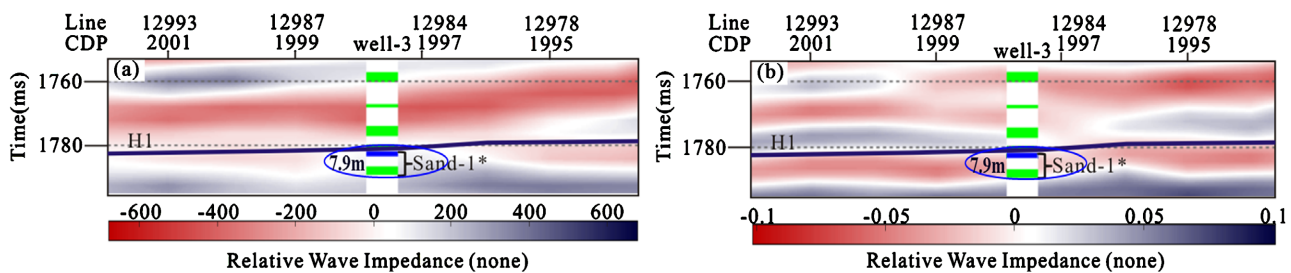 Line 12993 12987 12984 12978
CDP 2001 1999 well-3 1997 1995
(a)
1760
Time(ms)
H1
1780
7.9m Sand-1*
-600 -400 -200 0 200 400 600
Relative Wave Impedance (none)
Line 12993 12987 12984 12978
CDP 2001 1999 well-3 1997 1995
(b)
1760
Time(ms)
H1
1780
7.9m Sand-1*
-0.1 -0.05 0 0.05 0.1
Relative Wave Impedance (none)